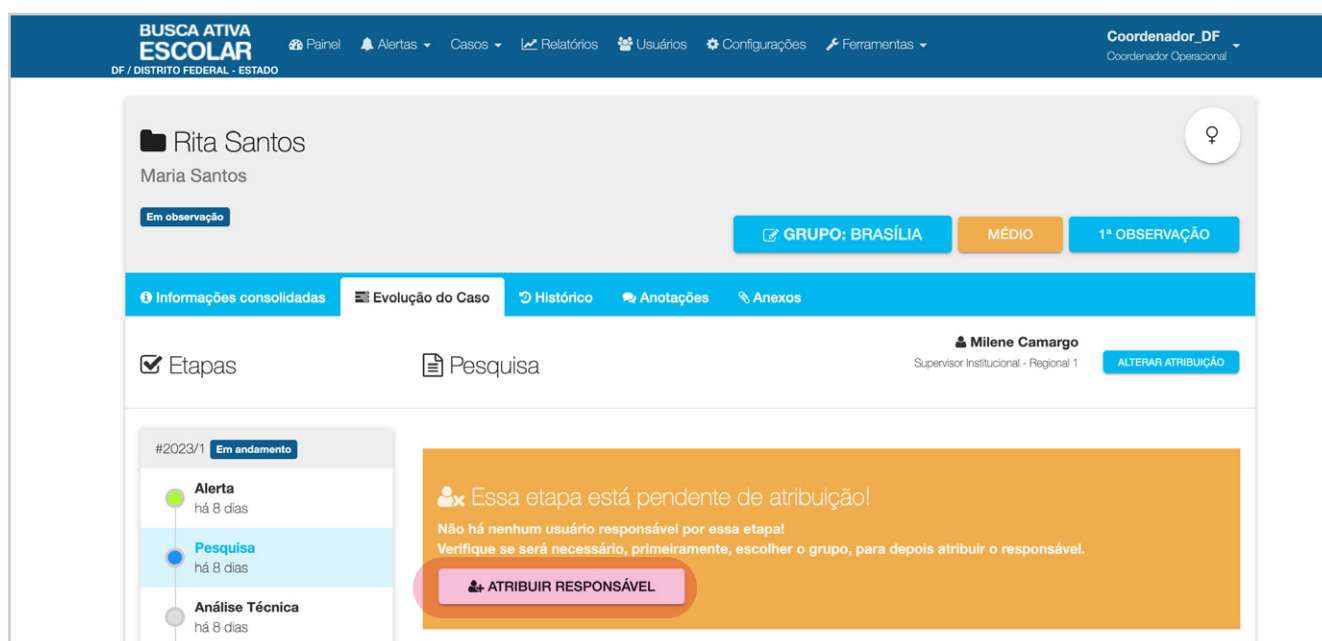 BUSCA ATIVA
ESCOLAR
DF / DISTRITO FEDERAL - ESTADO
Painel Alertas Casos Relatórios Usuários Configurações Ferramentas
Coordenador_DF
Coordenador Operacional
Rita Santos
Maria Santos
Em observação
GRUPO: BRASÍLIA MÉDIO 1ª OBSERVAÇÃO
Informações consolidadas Evolução do Caso Histórico Anotações Anexos
Etapas
Pesquisa
Milene Camargo
Supervisor Institucional - Regional 1
ALTERAR ATRIBUIÇÃO
#2023/1 Em andamento
Alerta
há 8 dias
Pesquisa
há 8 dias
Análise Técnica
há 8 dias
Essa etapa está pendente de atribuição!
Não há nenhum usuário responsável por essa etapa!
Verifique se será necessário, primeiramente, escolher o grupo, para depois atribuir o responsável.
ATRIBUIR RESPONSÁVEL